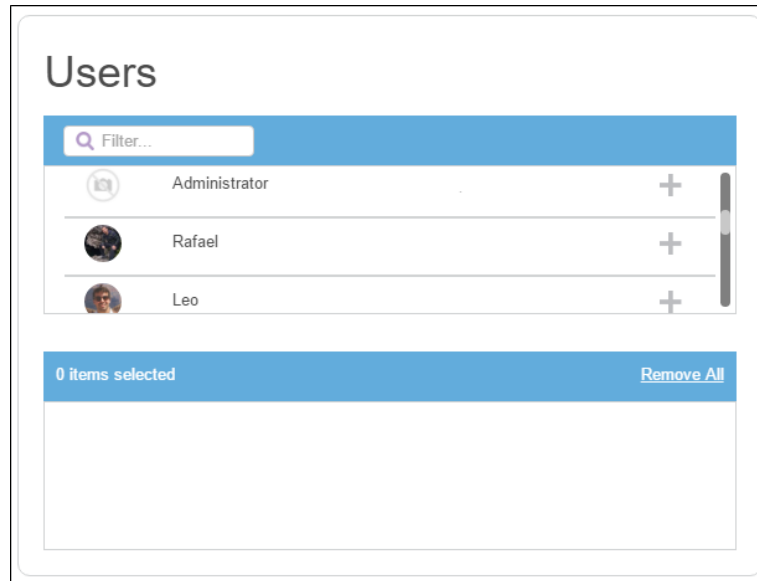 Users
Filter...
Administrator
Rafael
Leo
0 items selected
Remove All